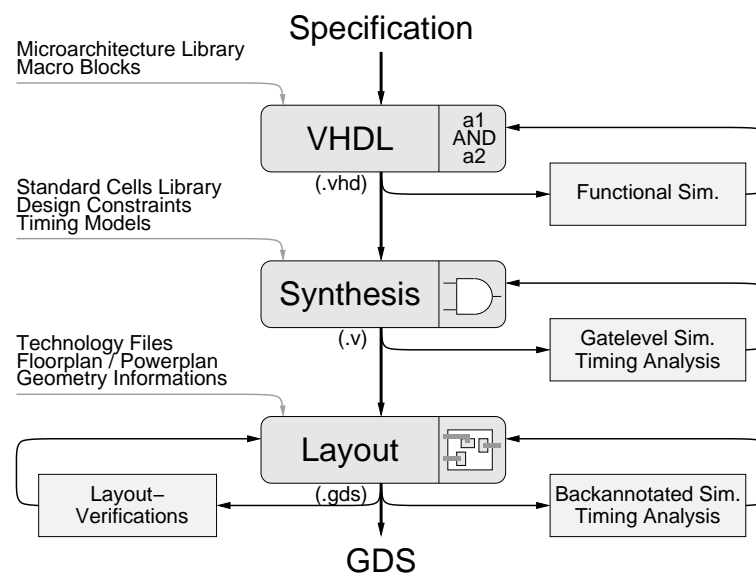 Specification
Microarchitecture Library
Macro Blocks
VHDL
a1
AND
a2
(.vhd)
Functional Sim.
Standard Cells Library
Design Constraints
Timing Models
Synthesis
(.v)
Gatelevel Sim.
Timing Analysis
Technology Files
Floorplan / Powerplan
Geometry Informations
Layout
(.gds)
Layout−
Verifications
Backannotated Sim.
Timing Analysis
GDS